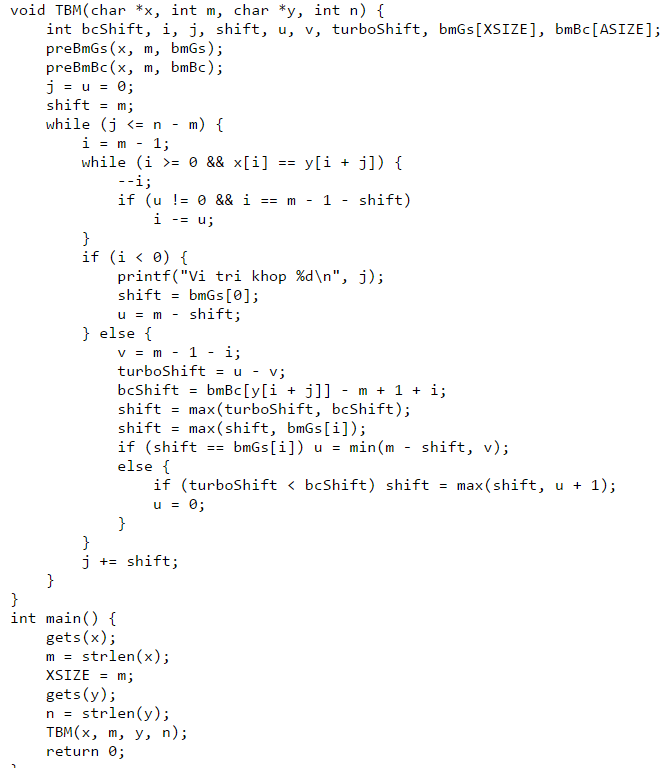 void TBM(char *x, int m, char *y, int n) {
    int bcShift, i, j, shift, u, v, turboShift, bmGs[XSIZE], bmBc[ASIZE];
    preBmGs(x, m, bmGs);
    preBmBc(x, m, bmBc);
    j = u = 0;
    shift = m;
    while (j <= n - m) {
        i = m - 1;
        while (i >= 0 && x[i] == y[i + j]) {
            --i;
            if (u != 0 && i == m - 1 - shift)
                i -= u;
        }
        if (i < 0) {
            printf("Vi tri khop %d\n", j);
            shift = bmGs[0];
            u = m - shift;
        } else {
            v = m - 1 - i;
            turboShift = u - v;
            bcShift = bmBc[y[i + j]] - m + 1 + i;
            shift = max(turboShift, bcShift);
            shift = max(shift, bmGs[i]);
            if (shift == bmGs[i]) u = min(m - shift, v);
            else {
                if (turboShift < bcShift) shift = max(shift, u + 1);
                u = 0;
            }
        }
        j += shift;
    }
}
int main() {
    gets(x);
    m = strlen(x);
    XSIZE = m;
    gets(y);
    n = strlen(y);
    TBM(x, m, y, n);
    return 0;